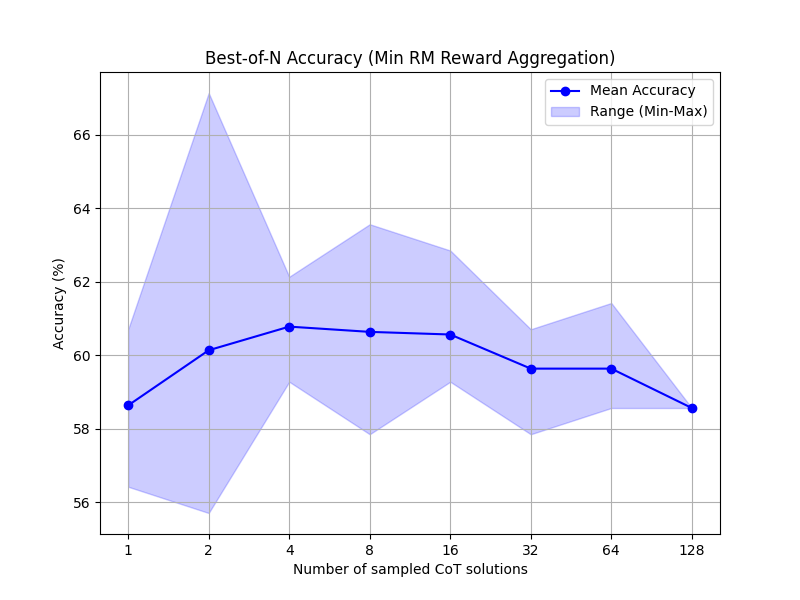 Best-of-N Accuracy (Min RM Reward Aggregation)
Mean Accuracy
Range (Min-Max)
Accuracy (%)
66
64
62
60
58
56
1 2 4 8 16 32 64 128
Number of sampled CoT solutions